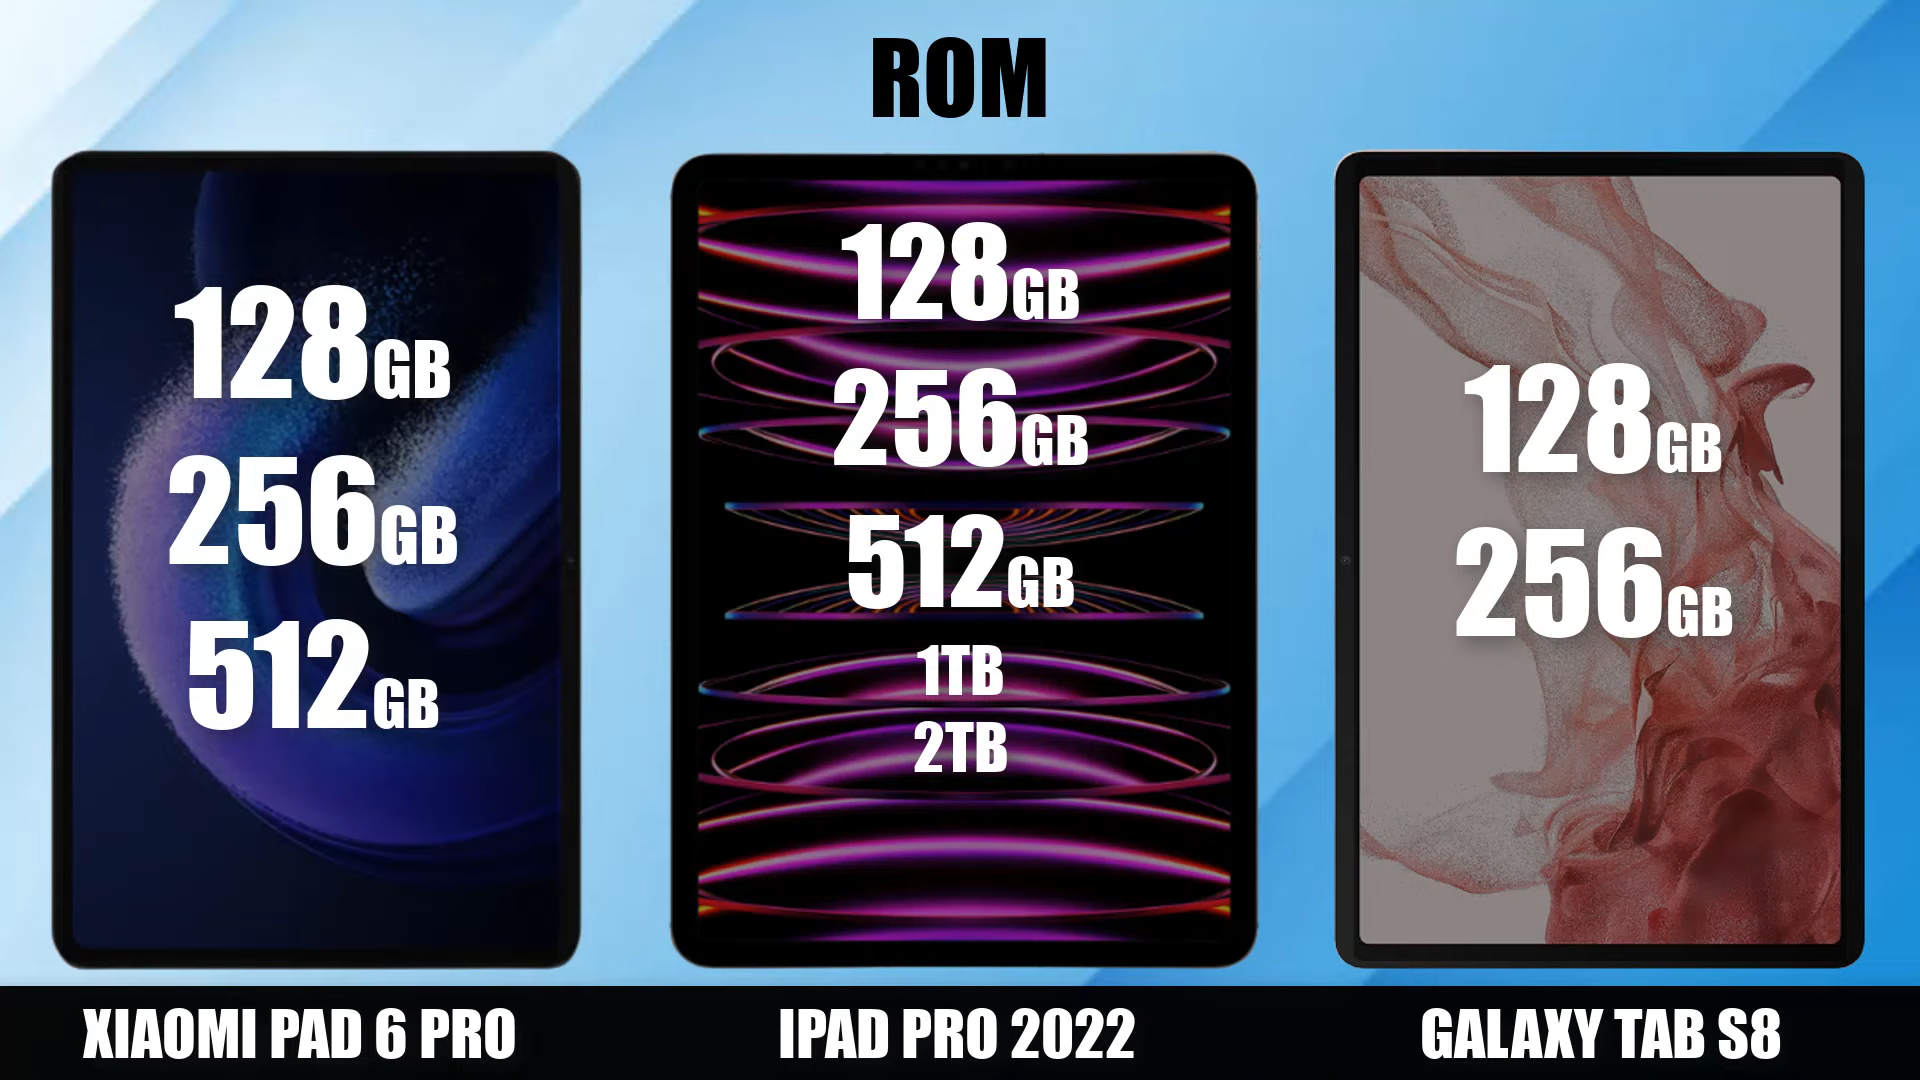 ROM
128GB
256GB
512GB
128GB
256GB
512GB
1TB
2TB
128GB
256GB
XIAOMI PAD 6 PRO
IPAD PRO 2022
GALAXY TAB S8